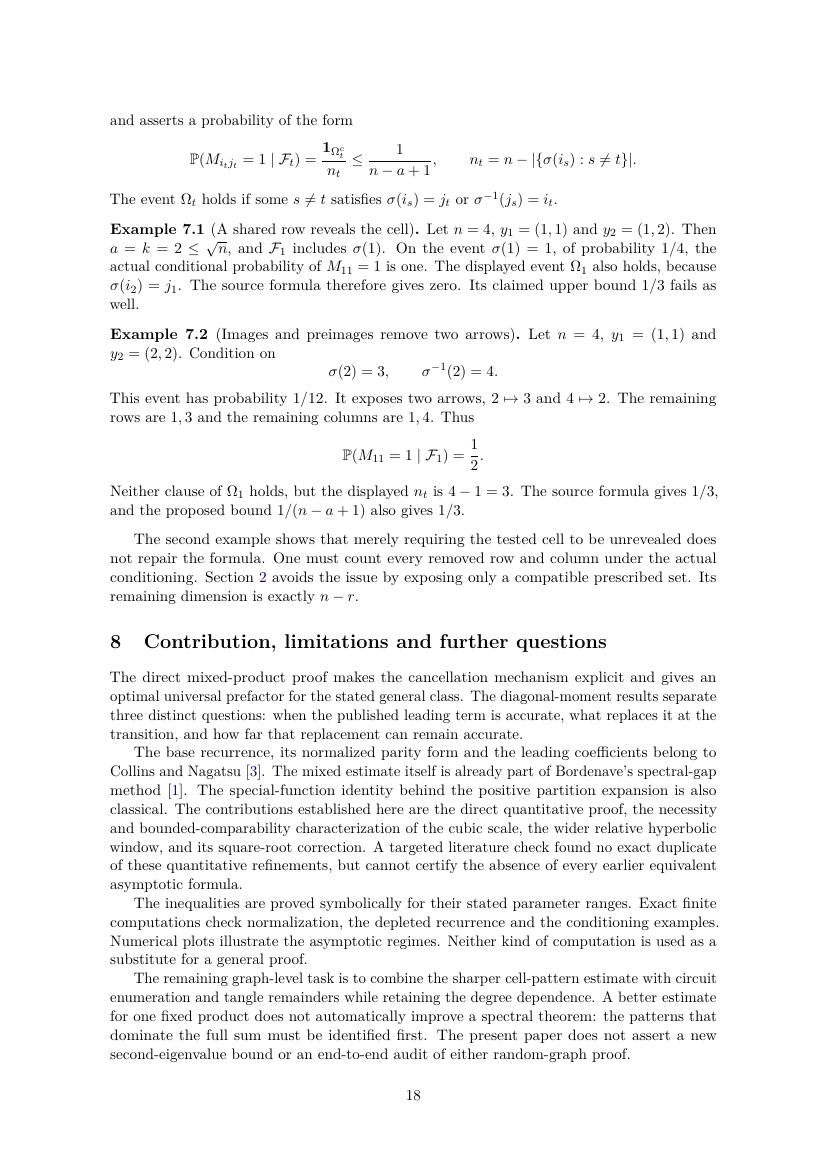 and asserts a probability of the form
ℙ(M_{i_t j_t} = 1 | ℱ_t) = 𝟏_{Ω_t^c} / n_t ≤ 1 / (n − a + 1),   n_t = n − |{σ(i_s) : s ≠ t}|.
The event Ω_t holds if some s ≠ t satisfies σ(i_s) = j_t or σ^{−1}(j_s) = i_t.
Example 7.1 (A shared row reveals the cell). Let n = 4, y_1 = (1, 1) and y_2 = (1, 2). Then
a = k = 2 ≤ √n, and ℱ_1 includes σ(1). On the event σ(1) = 1, of probability 1/4, the
actual conditional probability of M_{11} = 1 is one. The displayed event Ω_1 also holds, because
σ(i_2) = j_1. The source formula therefore gives zero. Its claimed upper bound 1/3 fails as
well.
Example 7.2 (Images and preimages remove two arrows). Let n = 4, y_1 = (1, 1) and
y_2 = (2, 2). Condition on
σ(2) = 3,   σ^{−1}(2) = 4.
This event has probability 1/12. It exposes two arrows, 2 ↦ 3 and 4 ↦ 2. The remaining
rows are 1, 3 and the remaining columns are 1, 4. Thus
ℙ(M_{11} = 1 | ℱ_1) = 1/2.
Neither clause of Ω_1 holds, but the displayed n_t is 4 − 1 = 3. The source formula gives 1/3,
and the proposed bound 1/(n − a + 1) also gives 1/3.
The second example shows that merely requiring the tested cell to be unrevealed does
not repair the formula. One must count every removed row and column under the actual
conditioning. Section 2 avoids the issue by exposing only a compatible prescribed set. Its
remaining dimension is exactly n − r.
8 Contribution, limitations and further questions
The direct mixed-product proof makes the cancellation mechanism explicit and gives an
optimal universal prefactor for the stated general class. The diagonal-moment results separate
three distinct questions: when the published leading term is accurate, what replaces it at the
transition, and how far that replacement can remain accurate.
The base recurrence, its normalized parity form and the leading coefficients belong to
Collins and Nagatsu [3]. The mixed estimate itself is already part of Bordenave's spectral-gap
method [1]. The special-function identity behind the positive partition expansion is also
classical. The contributions established here are the direct quantitative proof, the necessity
and bounded-comparability characterization of the cubic scale, the wider relative hyperbolic
window, and its square-root correction. A targeted literature check found no exact duplicate
of these quantitative refinements, but cannot certify the absence of every earlier equivalent
asymptotic formula.
The inequalities are proved symbolically for their stated parameter ranges. Exact finite
computations check normalization, the depleted recurrence and the conditioning examples.
Numerical plots illustrate the asymptotic regimes. Neither kind of computation is used as a
substitute for a general proof.
The remaining graph-level task is to combine the sharper cell-pattern estimate with circuit
enumeration and tangle remainders while retaining the degree dependence. A better estimate
for one fixed product does not automatically improve a spectral theorem: the patterns that
dominate the full sum must be identified first. The present paper does not assert a new
second-eigenvalue bound or an end-to-end audit of either random-graph proof.
18